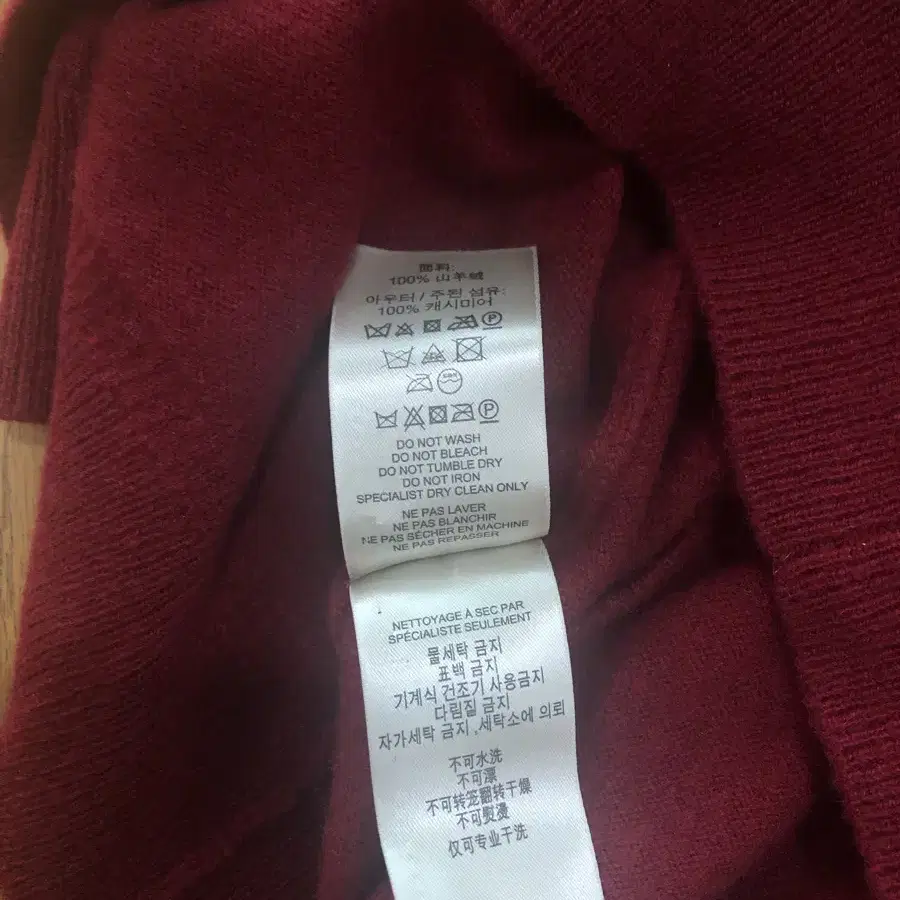 面料:
100% 山羊绒
아우터 / 주된 섬유:
100% 캐시미어
P
P
DO NOT WASH
DO NOT BLEACH
DO NOT TUMBLE DRY
DO NOT IRON
SPECIALIST DRY CLEAN ONLY
NE PAS LAVER
NE PAS BLANCHIR
NE PAS SÉCHER EN MACHINE
NE PAS REPASSER
NETTOYAGE À SEC PAR
SPÉCIALISTE SEULEMENT
물세탁 금지
표백 금지
기계식 건조기 사용금지
다림질 금지
자가세탁 금지 ,세탁소에 의뢰
不可水洗
不可漂
不可转笼翻转干燥
不可熨烫
仅可专业干洗